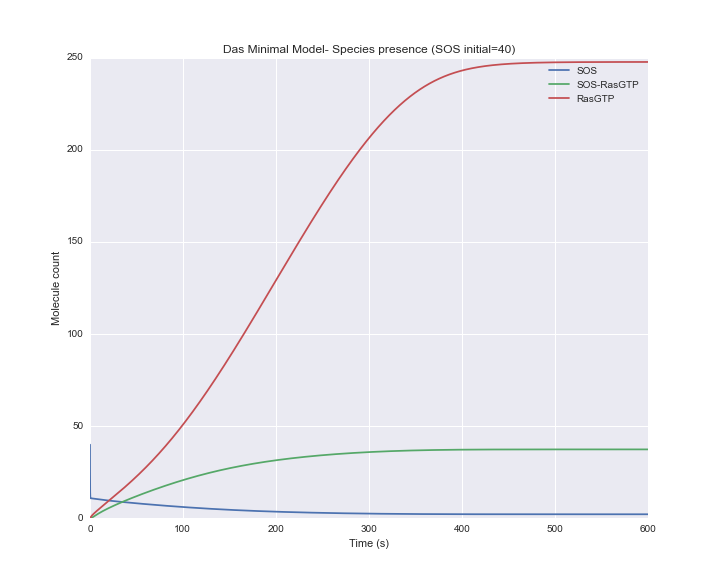 Das Minimal Model- Species presence (SOS initial=40)
250
200
150
100
50
0
Molecule count
SOS
SOS-RasGTP
RasGTP
0 100 200 300 400 500 600
Time (s)